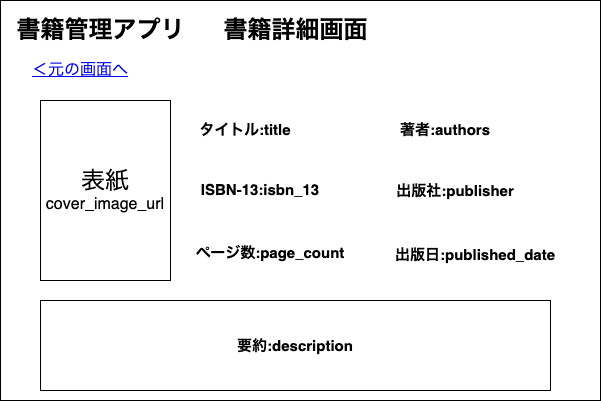 書籍管理アプリ　書籍詳細画面
＜元の画面へ
表紙
cover_image_url
タイトル:title　著者:authors
ISBN-13:isbn_13　出版社:publisher
ページ数:page_count　出版日:published_date
要約:description